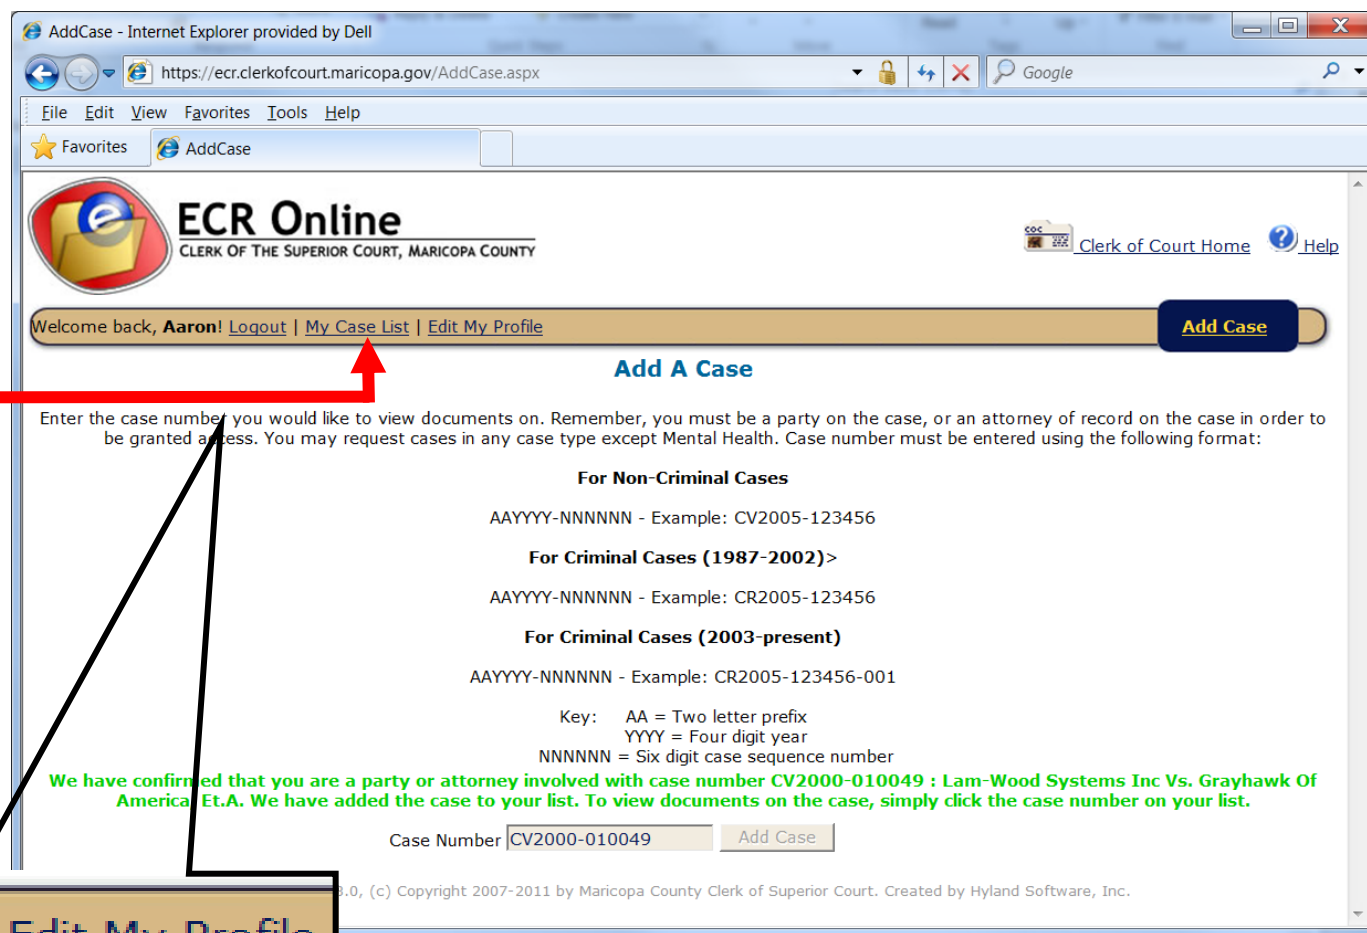 AddCase - Internet Explorer provided by Dell
https://ecr.clerkofcourt.maricopa.gov/AddCase.aspx
Google
File Edit View Favorites Tools Help
Favorites
AddCase
ECR Online
CLERK OF THE SUPERIOR COURT, MARICOPA COUNTY
coc
Clerk of Court Home
Help
Welcome back, Aaron! Logout | My Case List | Edit My Profile
Add Case
Add A Case
Enter the case number you would like to view documents on. Remember, you must be a party on the case, or an attorney of record on the case in order to
be granted access. You may request cases in any case type except Mental Health. Case number must be entered using the following format:
For Non-Criminal Cases
AAYYYY-NNNNNN - Example: CV2005-123456
For Criminal Cases (1987-2002)>
AAYYYY-NNNNNN - Example: CR2005-123456
For Criminal Cases (2003-present)
AAYYYY-NNNNNN - Example: CR2005-123456-001
Key: AA = Two letter prefix
YYYY = Four digit year
NNNNNN = Six digit case sequence number
We have confirmed that you are a party or attorney involved with case number CV2000-010049 : Lam-Wood Systems Inc Vs. Grayhawk Of
America Et.A. We have added the case to your list. To view documents on the case, simply click the case number on your list.
Case Number CV2000-010049 Add Case
.0, (c) Copyright 2007-2011 by Maricopa County Clerk of Superior Court. Created by Hyland Software, Inc.
Edit My Profile